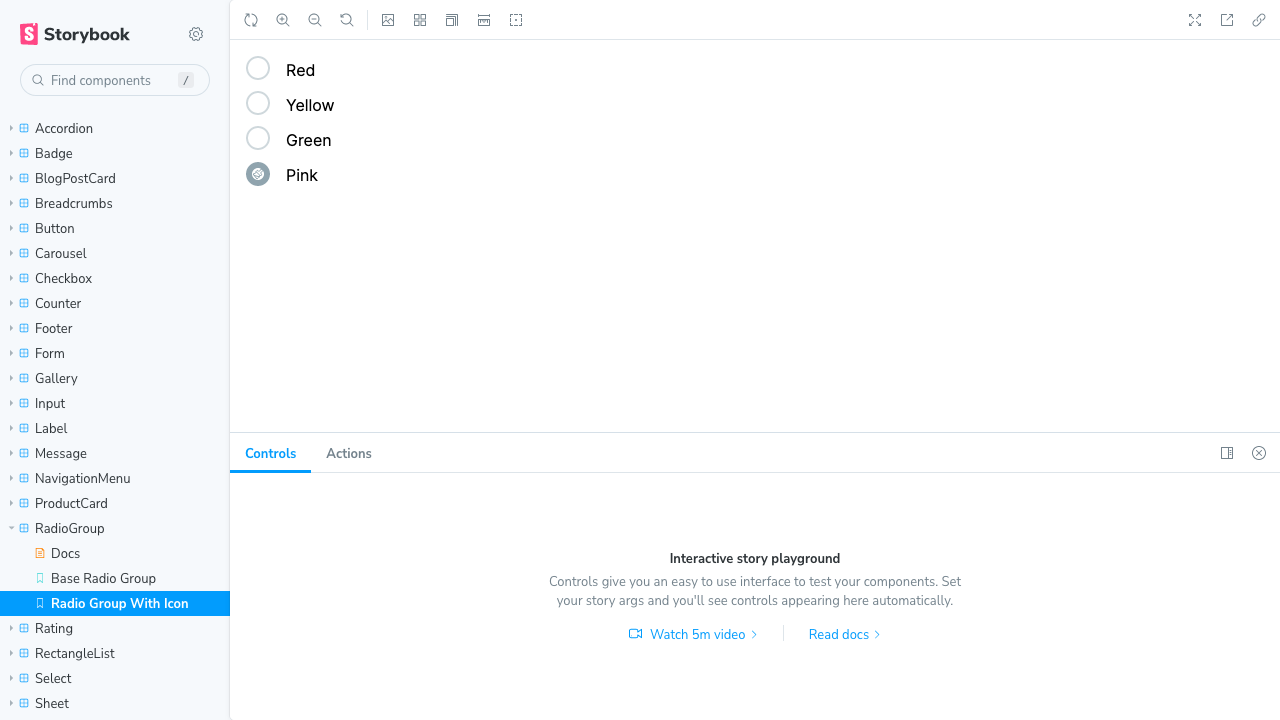 Storybook
Find components
/
Accordion
Badge
BlogPostCard
Breadcrumbs
Button
Carousel
Checkbox
Counter
Footer
Form
Gallery
Input
Label
Message
NavigationMenu
ProductCard
RadioGroup
Docs
Base Radio Group
Radio Group With Icon
Rating
RectangleList
Select
Sheet
Red
Yellow
Green
Pink
Controls
Actions
Interactive story playground
Controls give you an easy to use interface to test your components. Set
your story args and you'll see controls appearing here automatically.
Watch 5m video
Read docs